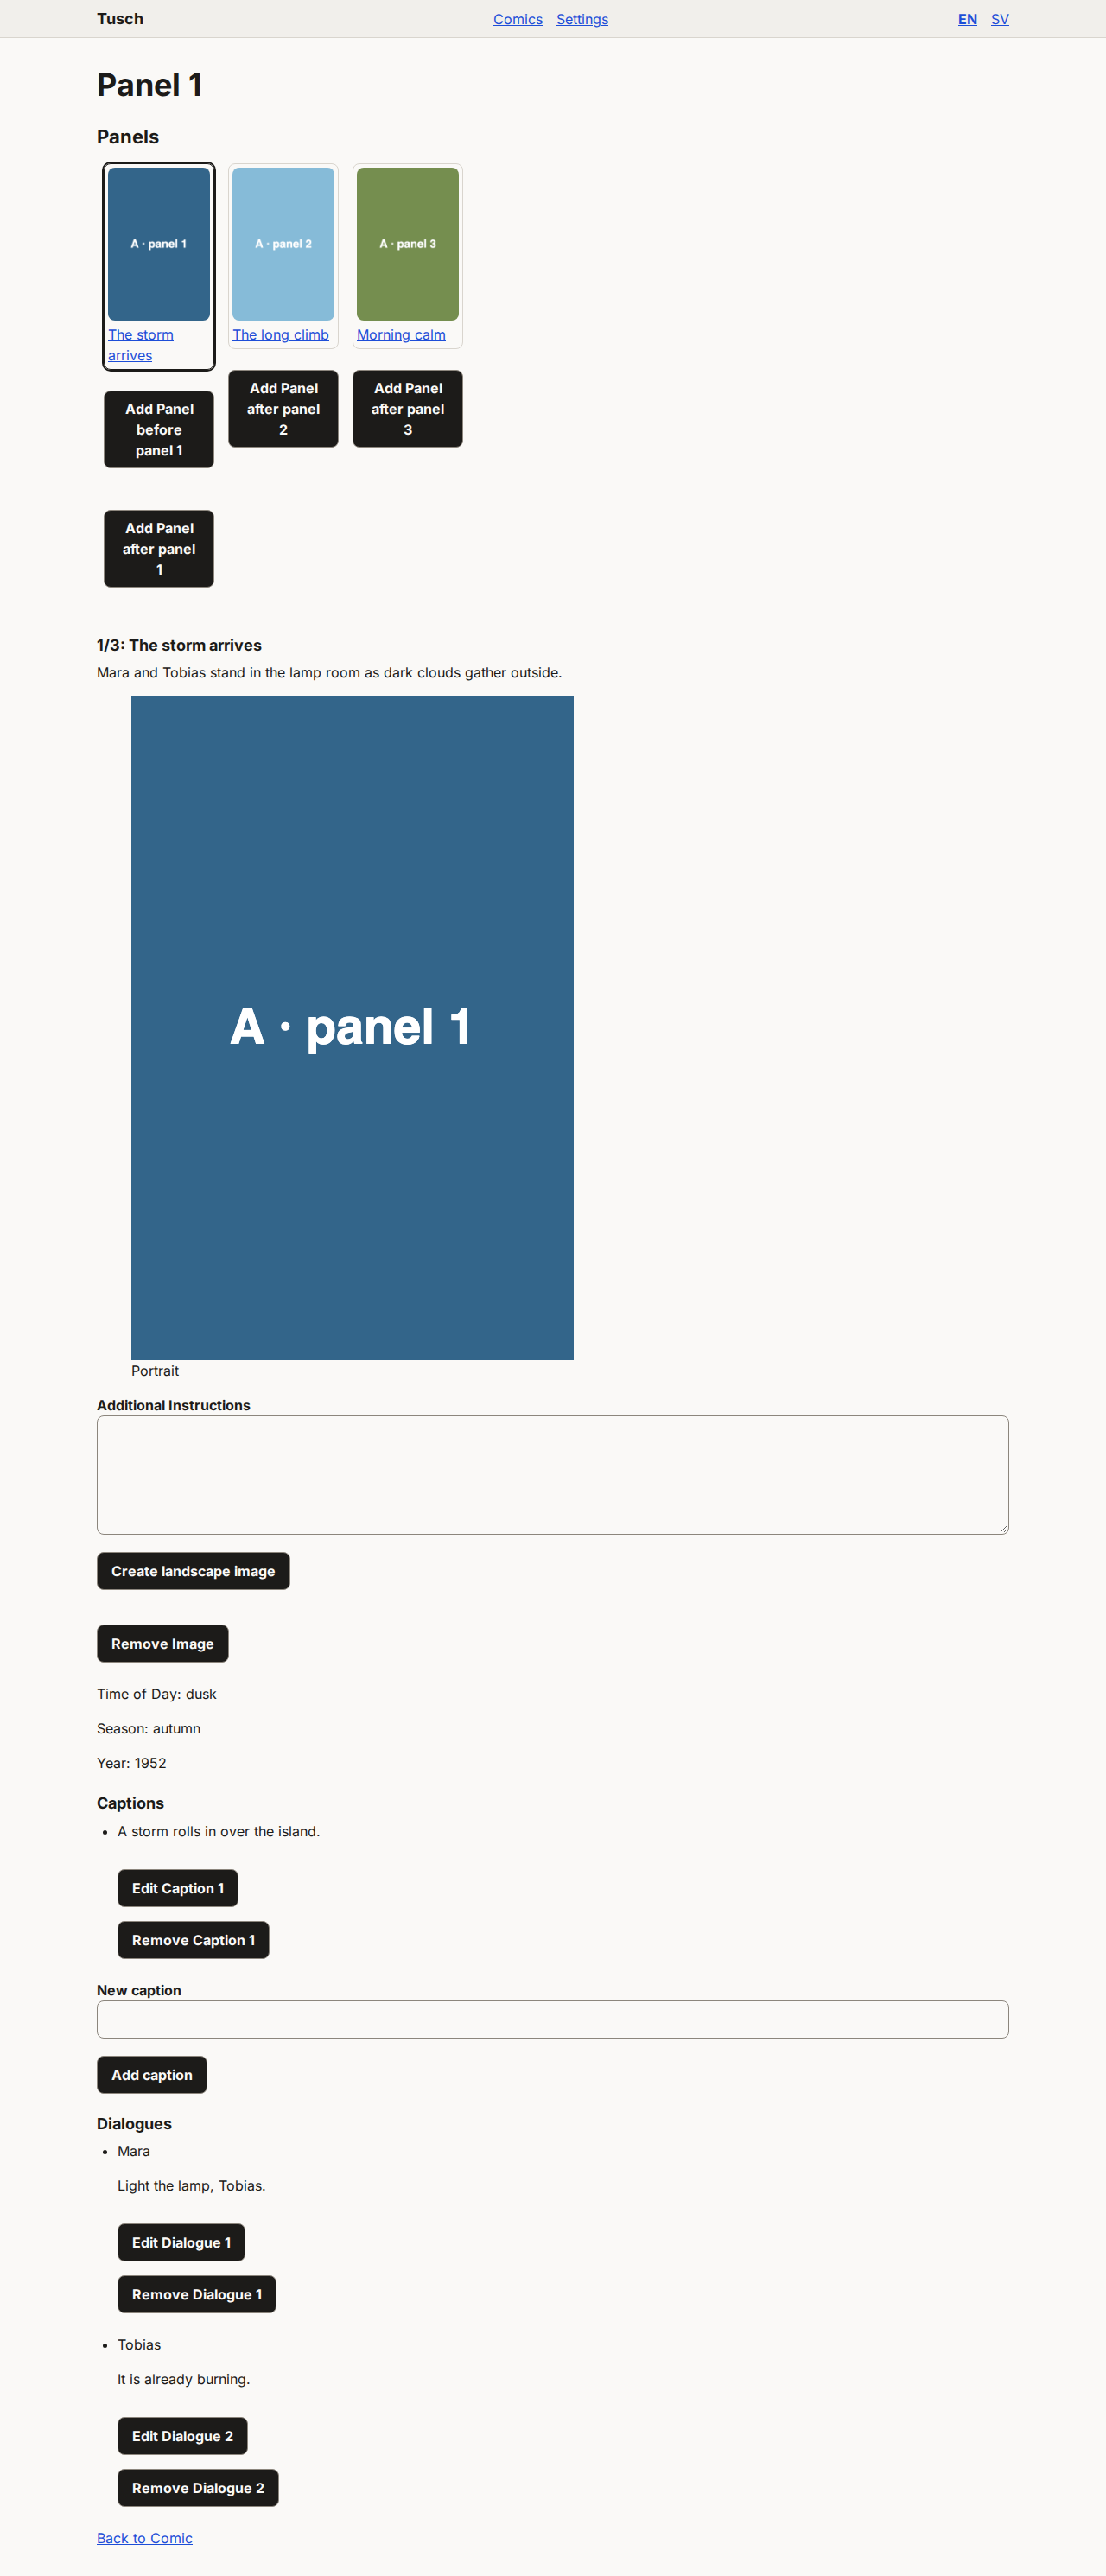 Tusch
Comics Settings
EN SV
Panel 1
Panels
A · panel 1
The storm
arrives
Add Panel
before
panel 1
Add Panel
after panel
1
A · panel 2
The long climb
Add Panel
after panel
2
A · panel 3
Morning calm
Add Panel
after panel
3
1/3: The storm arrives
Mara and Tobias stand in the lamp room as dark clouds gather outside.
A · panel 1
Portrait
Additional Instructions
Create landscape image
Remove Image
Time of Day: dusk
Season: autumn
Year: 1952
Captions
• A storm rolls in over the island.
Edit Caption 1
Remove Caption 1
New caption
Add caption
Dialogues
• Mara
Light the lamp, Tobias.
Edit Dialogue 1
Remove Dialogue 1
• Tobias
It is already burning.
Edit Dialogue 2
Remove Dialogue 2
Back to Comic